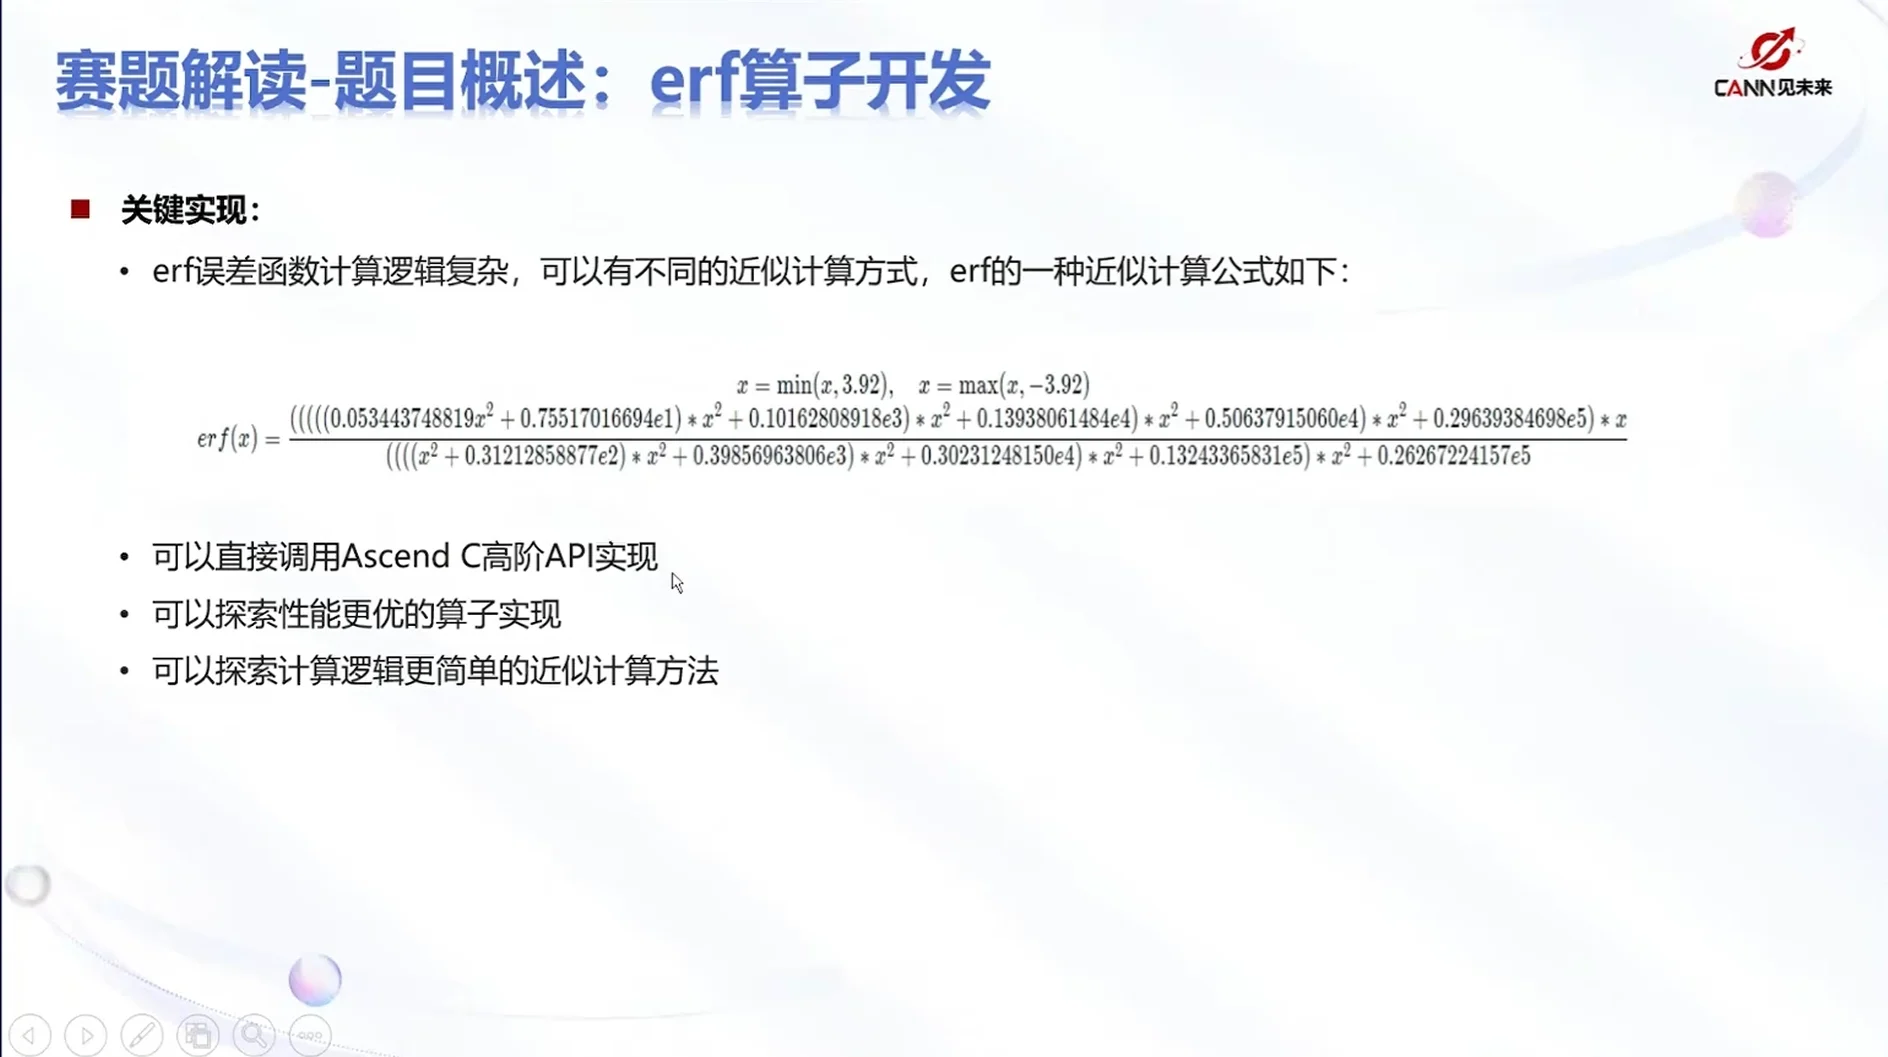 赛题解读-题目概述：erf算子开发
CANN见未来
关键实现：
erf误差函数计算逻辑复杂，可以有不同的近似计算方式，erf的一种近似计算公式如下：
x = min(x, 3.92),  x = max(x, −3.92)
erf(x) = (((((0.053443748819x² + 0.75517016694e1) ∗ x² + 0.10162808918e3) ∗ x² + 0.13938061484e4) ∗ x² + 0.50637915060e4) ∗ x² + 0.29639384698e5) ∗ x
((((x² + 0.31212858877e2) ∗ x² + 0.39856963806e3) ∗ x² + 0.30231248150e4) ∗ x² + 0.13243365831e5) ∗ x² + 0.26267224157e5
可以直接调用Ascend C高阶API实现
可以探索性能更优的算子实现
可以探索计算逻辑更简单的近似计算方法